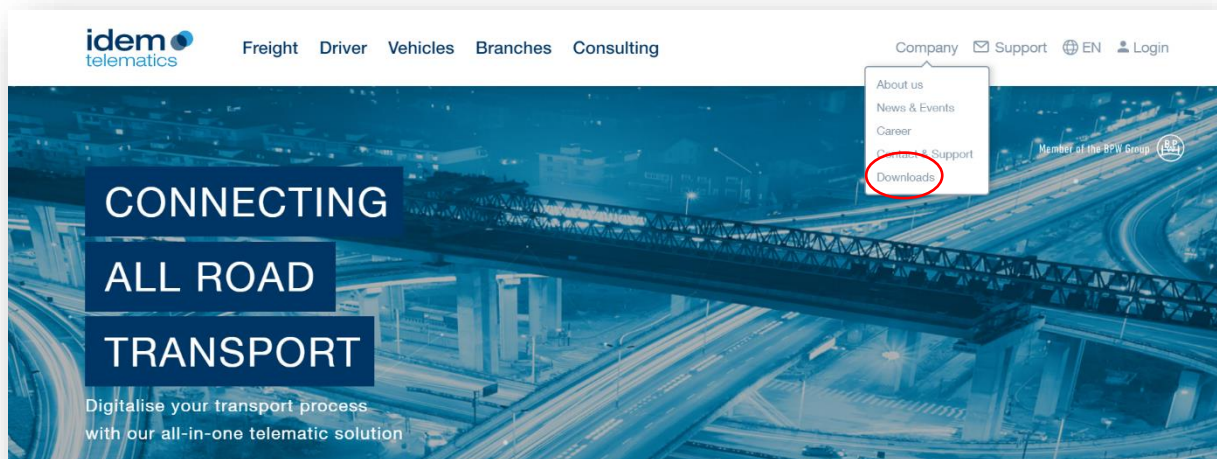 idem
telematics
Freight Driver Vehicles Branches Consulting
Company Support EN Login
About us
News & Events
Career
Contact & Support
Downloads
Member of the BPW Group
BPW
CONNECTING
ALL ROAD
TRANSPORT
Digitalise your transport process
with our all-in-one telematic solution